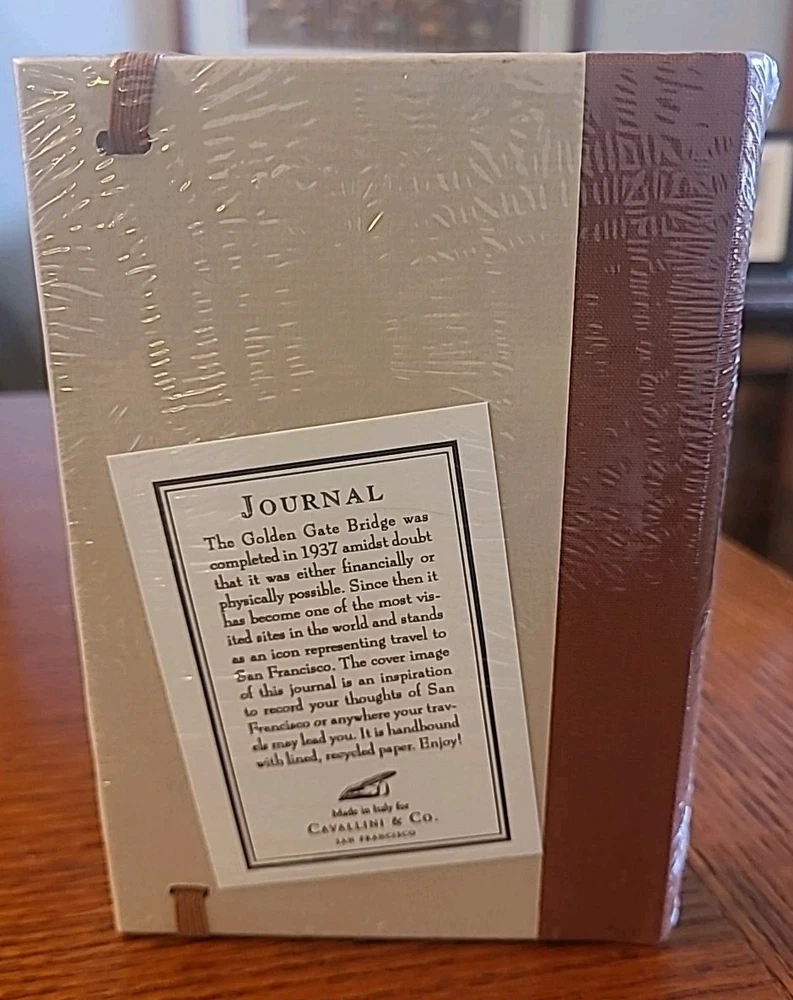 JOURNAL
The Golden Gate Bridge was
completed in 1937 amidst doubt
that it was either financially or
physically possible. Since then it
has become one of the most vis-
ited sites in the world and stands
as an icon representing travel to
San Francisco. The cover image
of this journal is an inspiration
to record your thoughts of San
Francisco or anywhere your trav-
els may lead you. It is handbound
with lined, recycled paper. Enjoy!
Made in Italy for
CAVALLINI & CO.
SAN FRANCISCO